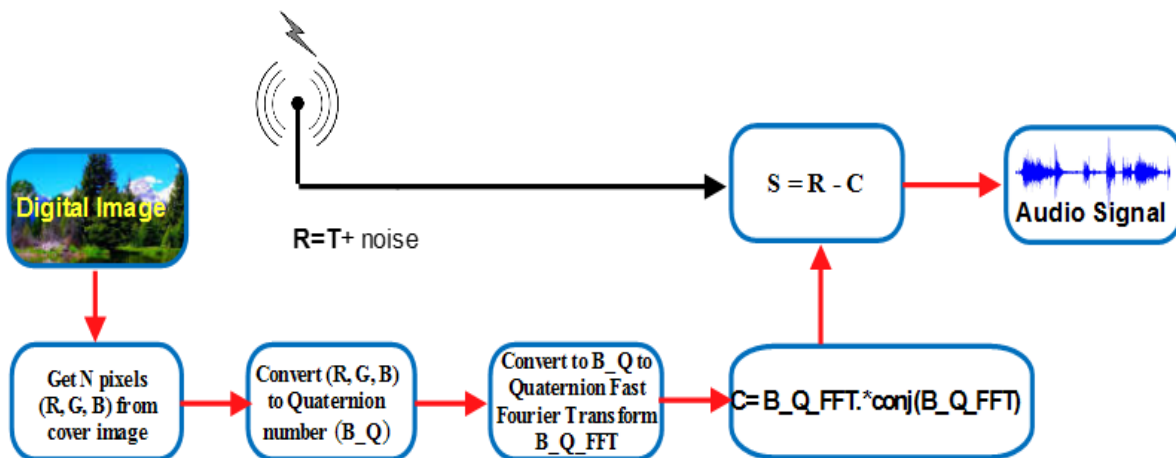 Digital Image
R=T+ noise
S = R - C
Audio Signal
Get N pixels
(R, G, B) from
cover image
Convert (R, G, B)
to Quaternion
number (B_Q)
Convert to B_Q to
Quaternion Fast
Fourier Transform
B_Q_FFT
C= B_Q_FFT.*conj(B_Q_FFT)